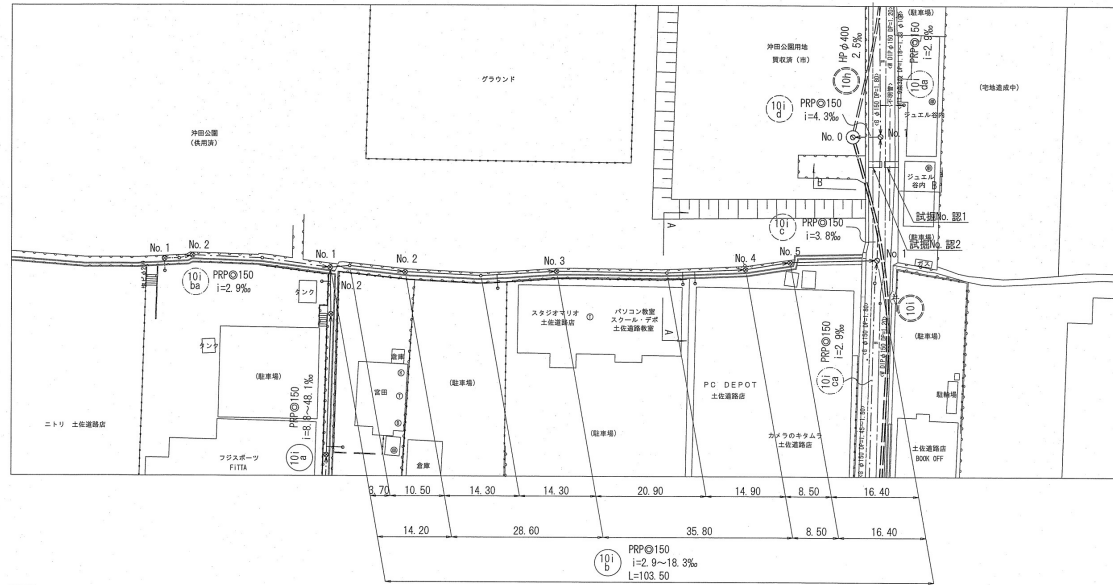 グラウンド
沖田公園
(供用済)
沖田公園用地
買収済(市)
HPφ400
2.5‰
10h
10i
d
PRP◎150
i=4.3‰
No.0
No.1
(駐車場)
PRP◎150
i=2.9‰
10i
da
ジュエル谷内
ジュエル
谷内
(宅地造成中)
B
B
試掘No.認1
試掘No.認2
(駐車場)
10i
c
PRP◎150
i=3.8‰
A
No.1
No.2
No.1
No.2
No.3
No.4
No.5
No.1
ガス
10i
ba
PRP◎150
i=2.9‰
No.2
タンク
タンク
スタジオマリオ
土佐道路店
パソコン教室
スクール・デポ
土佐道路教室
A
10i
(駐車場)
倉庫
宮田
(駐車場)
(駐車場)
PRP◎150
i=8.8~48.1‰
10i
a
PC DEPOT
土佐道路店
PRP◎150
i=2.9‰
10i
ca
駐輪場
ニトリ 土佐道路店
フジスポーツ
FiTTA
倉庫
(駐車場)
カメラのキタムラ
土佐道路店
土佐道路店
BOOK OFF
3.70
10.50
14.30
14.30
20.90
14.90
8.50
16.40
14.20
28.60
35.80
8.50
16.40
10i
b
PRP◎150
i=2.9~18.3‰
L=103.50